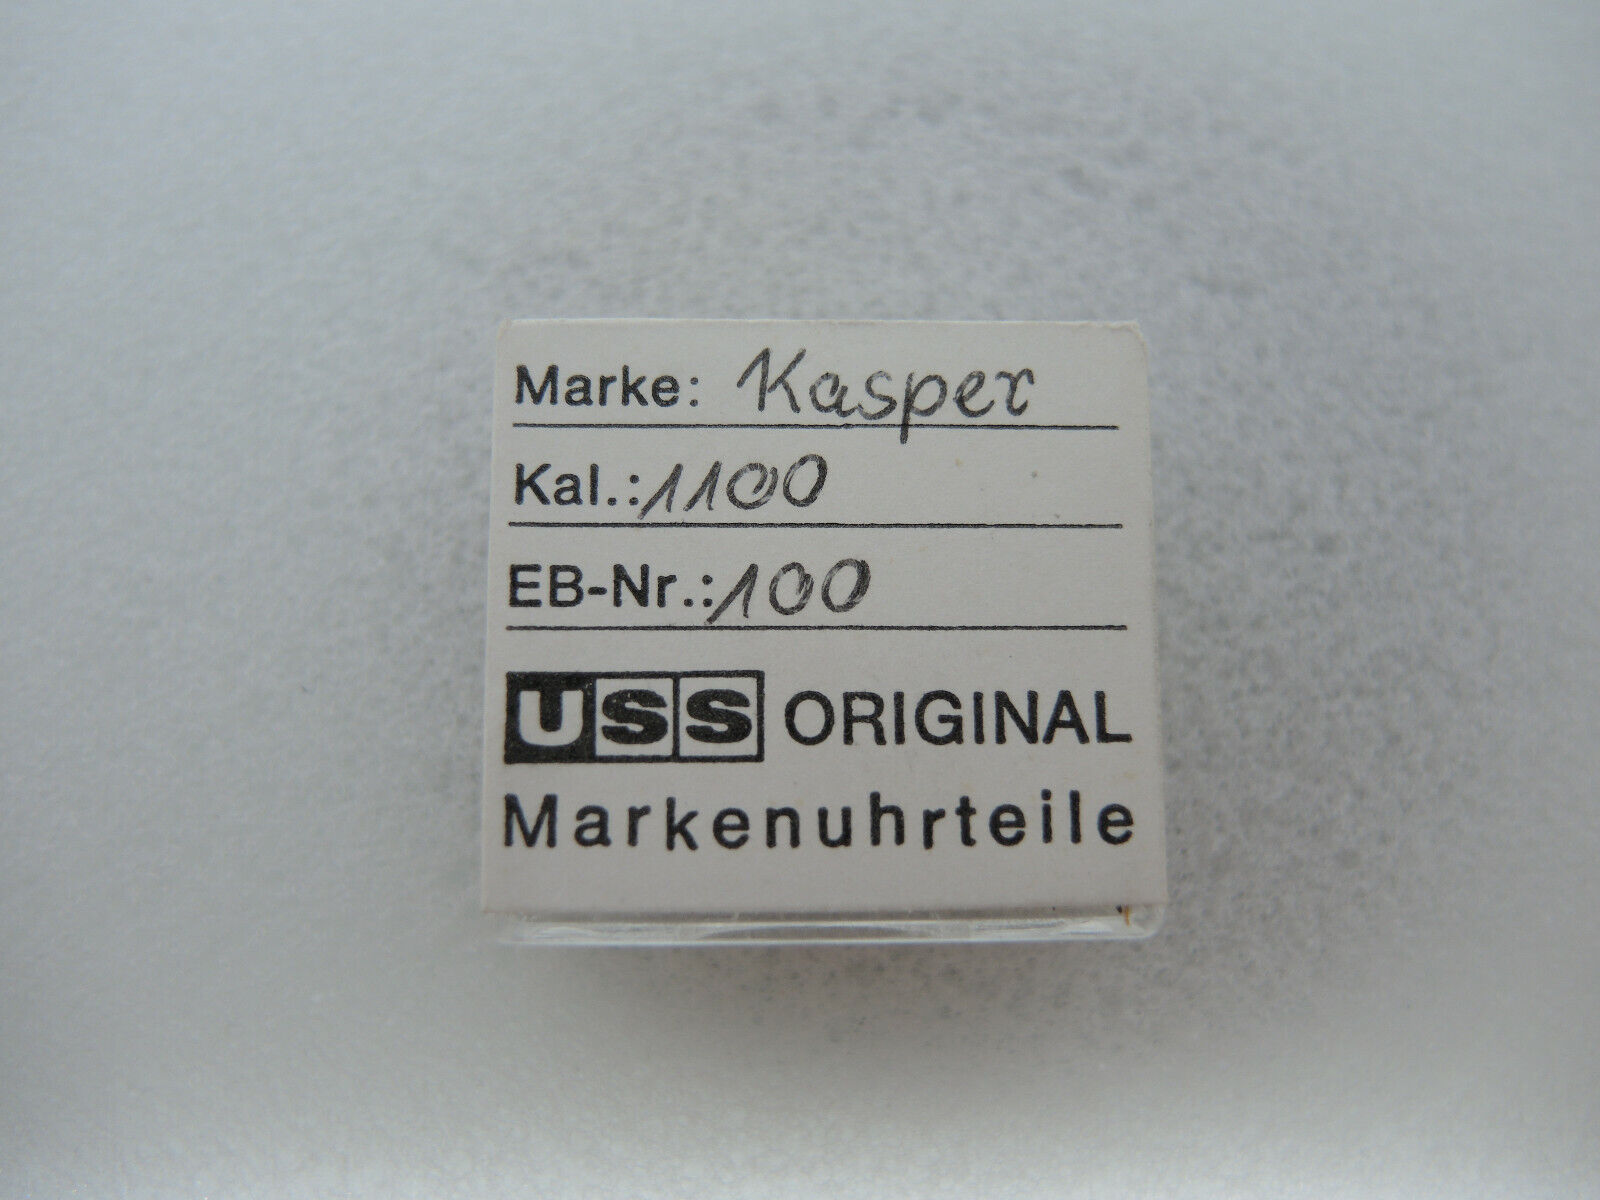 Marke: Kasper
Kal.: 1100
EB-Nr.: 100
USS ORIGINAL
Markenuhrteile